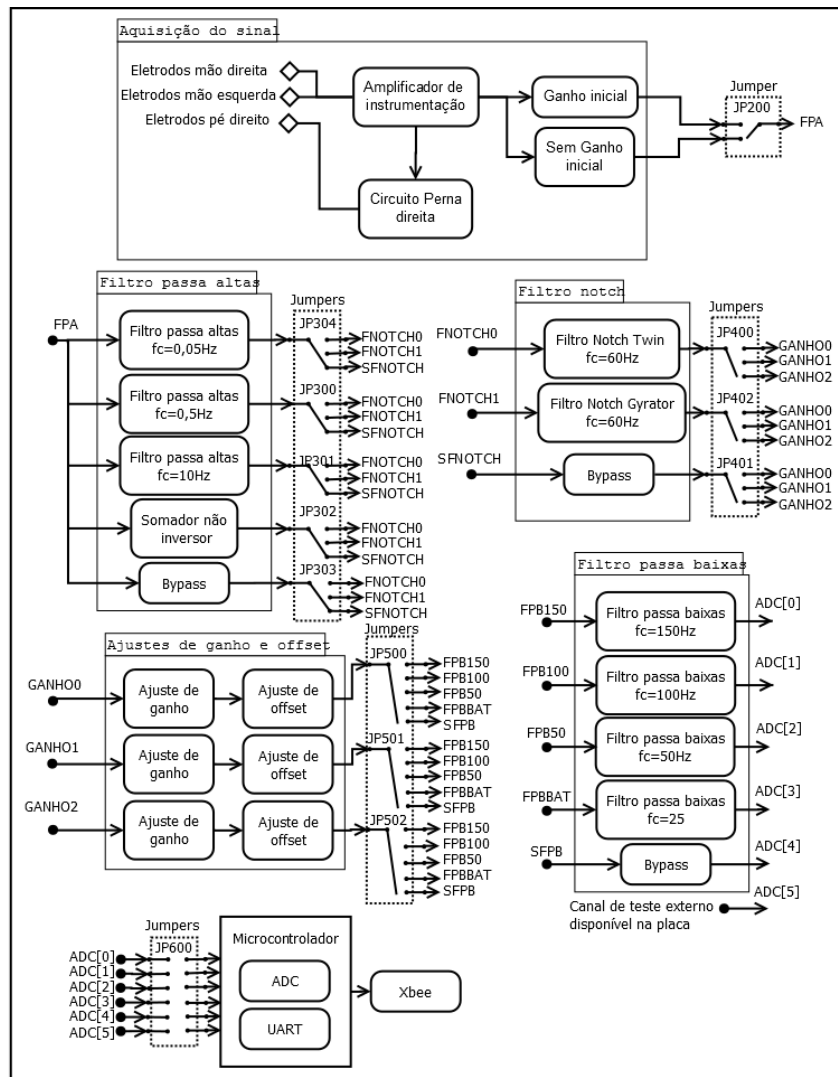 Aquisição do sinal
Eletrodos mão direita
Eletrodos mão esquerda
Eletrodos pé direito
Amplificador de
instrumentação
Circuito Perna
direita
Ganho inicial
Sem Ganho
inicial
Jumper
JP200
FPA
Filtro passa altas
FPA
Filtro passa altas
fc=0,05Hz
Filtro passa altas
fc=0,5Hz
Filtro passa altas
fc=10Hz
Somador não
inversor
Bypass
Jumpers
JP304
FNOTCH0
FNOTCH1
SFNOTCH
JP300
FNOTCH0
FNOTCH1
SFNOTCH
JP301
FNOTCH0
FNOTCH1
SFNOTCH
JP302
FNOTCH0
FNOTCH1
SFNOTCH
JP303
FNOTCH0
FNOTCH1
SFNOTCH
Filtro notch
FNOTCH0
FNOTCH1
SFNOTCH
Filtro Notch Twin
fc=60Hz
Filtro Notch Gyrator
fc=60Hz
Bypass
Jumpers
JP400
GANHO0
GANHO1
GANHO2
JP402
GANHO0
GANHO1
GANHO2
JP401
GANHO0
GANHO1
GANHO2
Ajustes de ganho e offset
GANHO0
GANHO1
GANHO2
Ajuste de
ganho
Ajuste de
offset
Ajuste de
ganho
Ajuste de
offset
Ajuste de
ganho
Ajuste de
offset
Jumpers
JP500
FPB150
FPB100
FPB50
FPBBAT
SFPB
JP501
FPB150
FPB100
FPB50
FPBBAT
SFPB
JP502
FPB150
FPB100
FPB50
FPBBAT
SFPB
Filtro passa baixas
FPB150
Filtro passa baixas
fc=150Hz
ADC[0]
FPB100
Filtro passa baixas
fc=100Hz
ADC[1]
FPB50
Filtro passa baixas
fc=50Hz
ADC[2]
FPBBAT
Filtro passa baixas
fc=25
ADC[3]
SFPB
Bypass
ADC[4]
Canal de teste externo
disponível na placa
ADC[5]
Jumpers
JP600
ADC[0]
ADC[1]
ADC[2]
ADC[3]
ADC[4]
ADC[5]
Microcontrolador
ADC
UART
Xbee